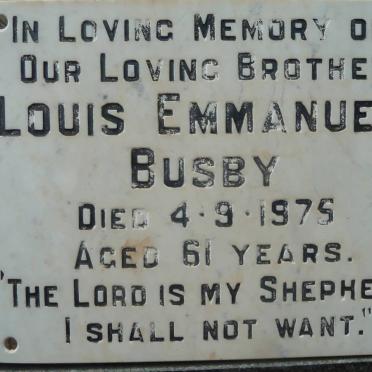 IN LOVING MEMORY O
OUR LOVING BROTHE
LOUIS EMMANUE
BUSBY
DIED 4·9·1975
AGED 61 YEARS.
"THE LORD IS MY SHEPHE
I SHALL NOT WANT."